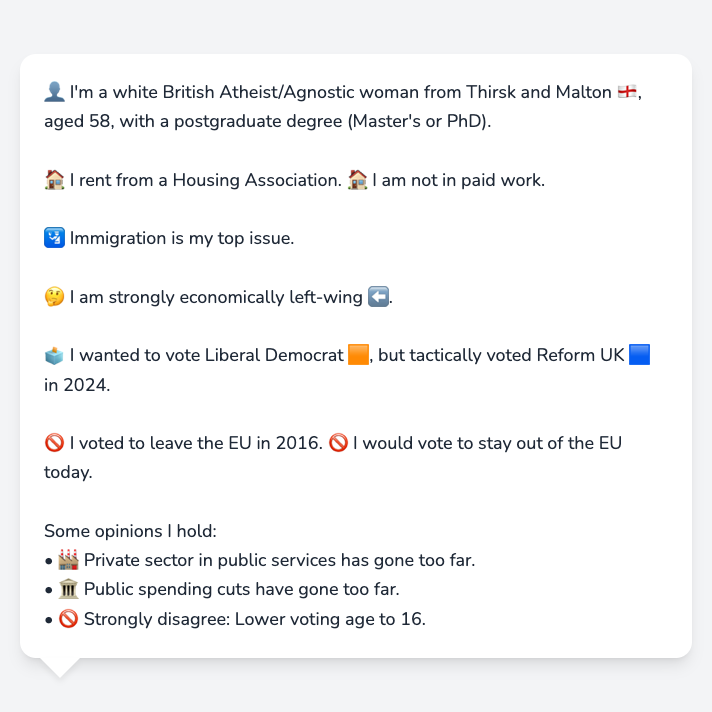 👤 I'm a white British Atheist/Agnostic woman from Thirsk and Malton 🏴󠁧󠁢󠁥󠁮󠁧󠁿,
aged 58, with a postgraduate degree (Master's or PhD).
🏠 I rent from a Housing Association. 🏠 I am not in paid work.
🛂 Immigration is my top issue.
🤔 I am strongly economically left-wing ⬅️.
🗳️ I wanted to vote Liberal Democrat 🟧, but tactically voted Reform UK 🟦
in 2024.
🚫 I voted to leave the EU in 2016. 🚫 I would vote to stay out of the EU
today.
Some opinions I hold:
• 🏭 Private sector in public services has gone too far.
• 🏛️ Public spending cuts have gone too far.
• 🚫 Strongly disagree: Lower voting age to 16.